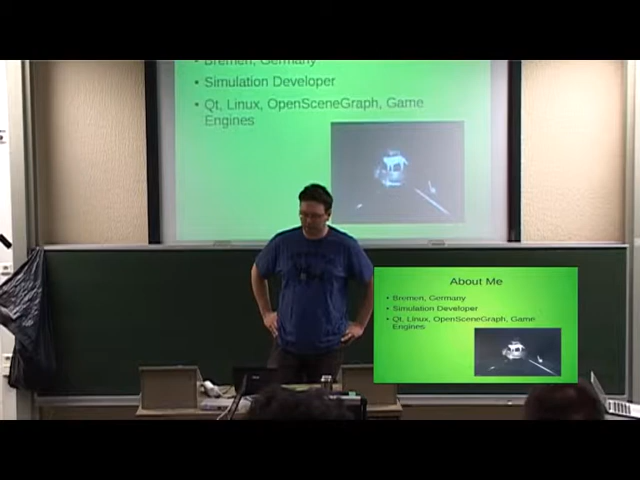 • Bremen, Germany
• Simulation Developer
• Qt, Linux, OpenSceneGraph, Game
Engines
About Me
• Bremen, Germany
• Simulation Developer
• Qt, Linux, OpenSceneGraph, Game
Engines